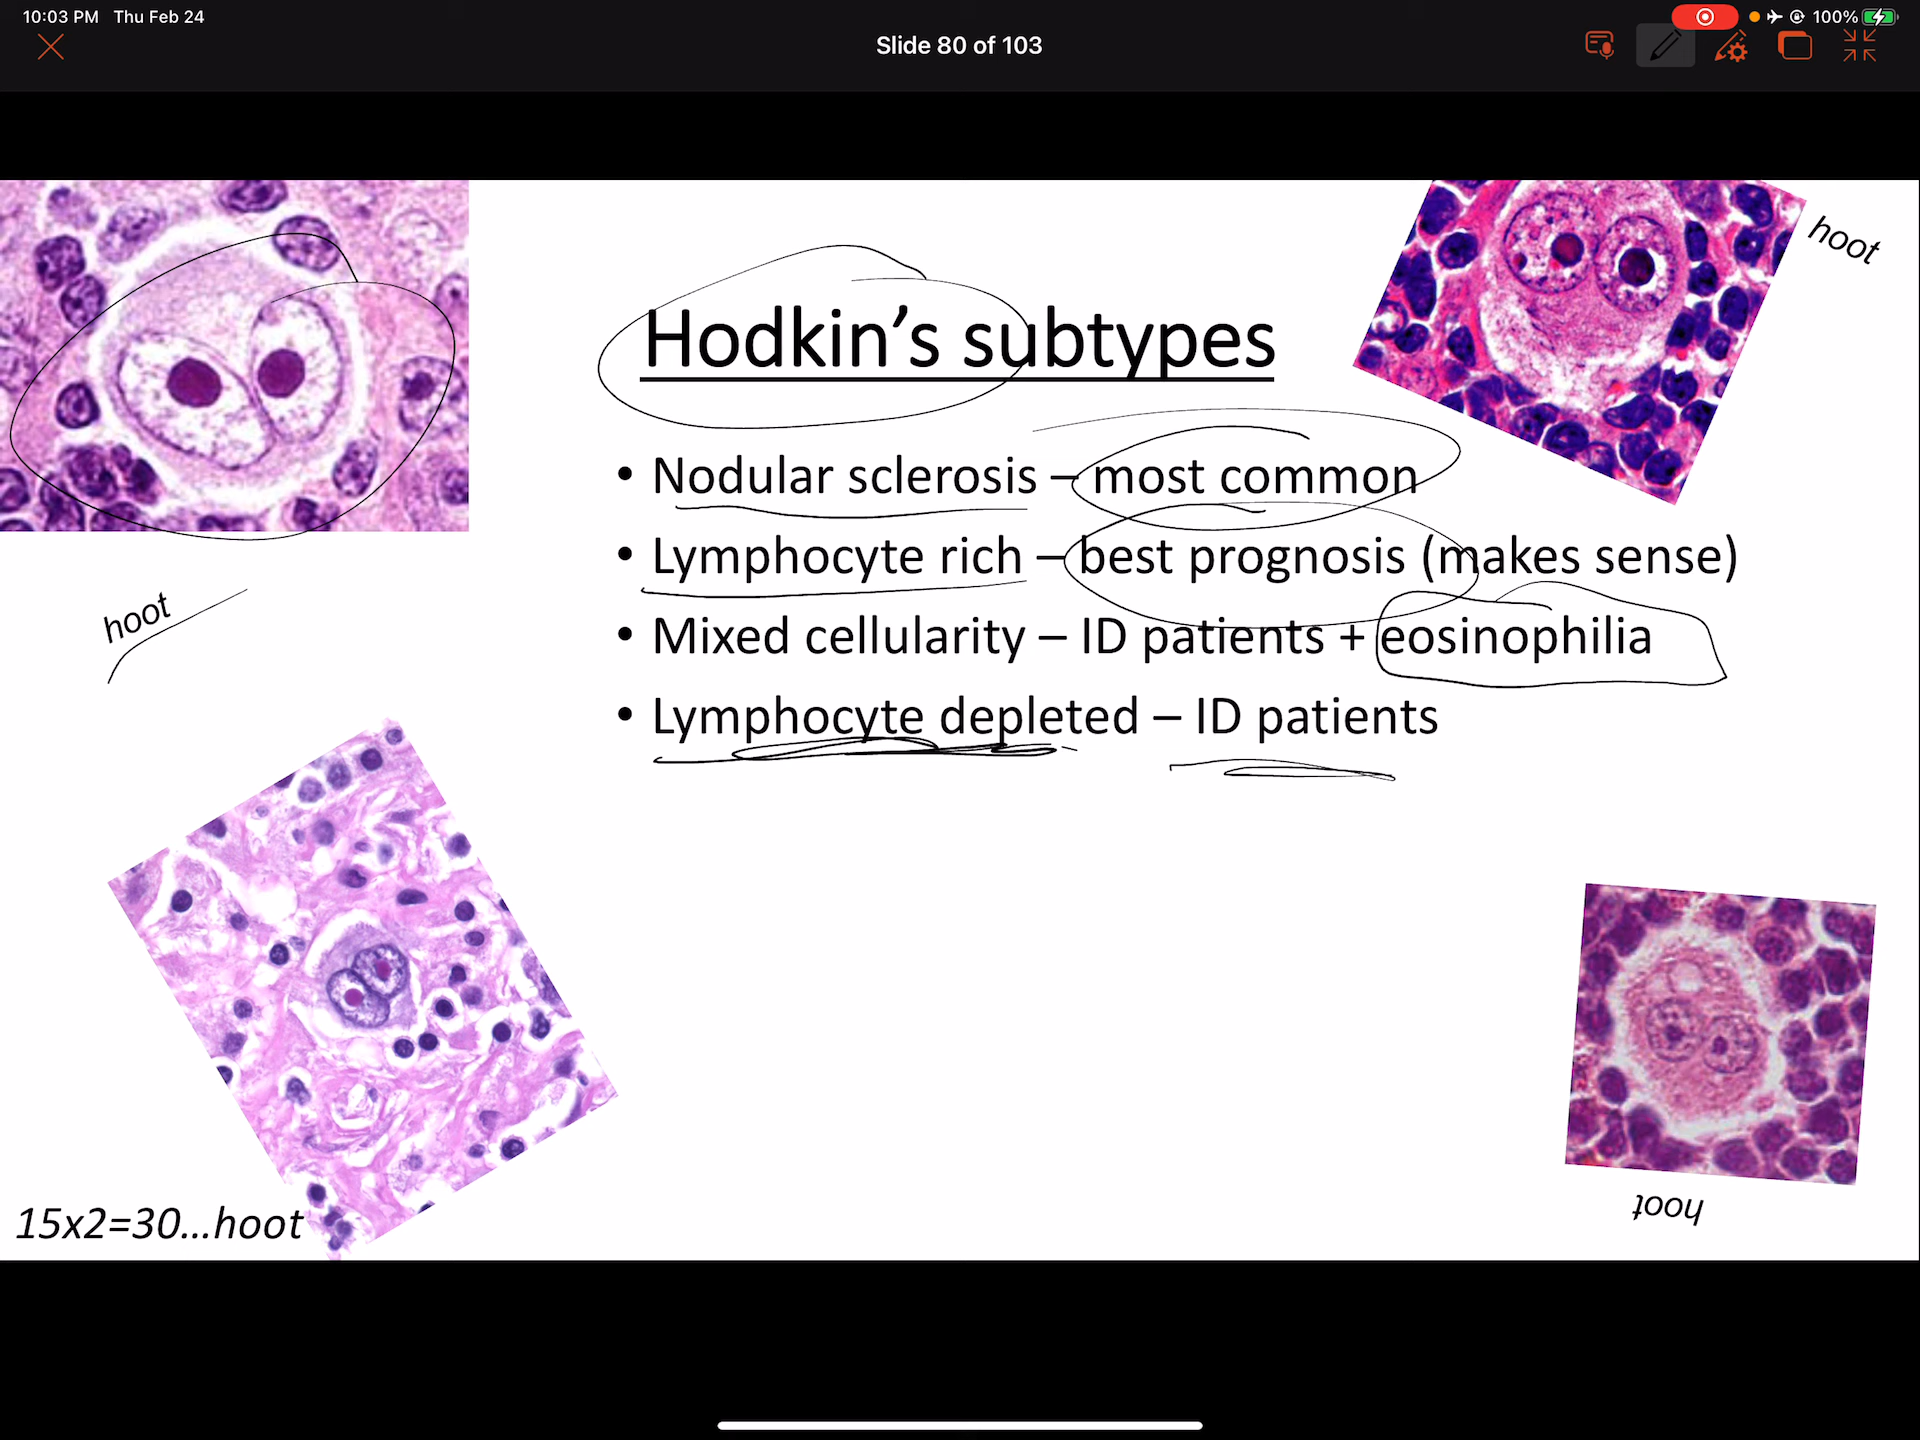 10:03 PM Thu Feb 24
100%
Slide 80 of 103
hoot
Hodkin's subtypes
• Nodular sclerosis – most common
• Lymphocyte rich – best prognosis (makes sense)
• Mixed cellularity – ID patients + eosinophilia
• Lymphocyte depleted – ID patients
hoot
15x2=30...hoot
hoot